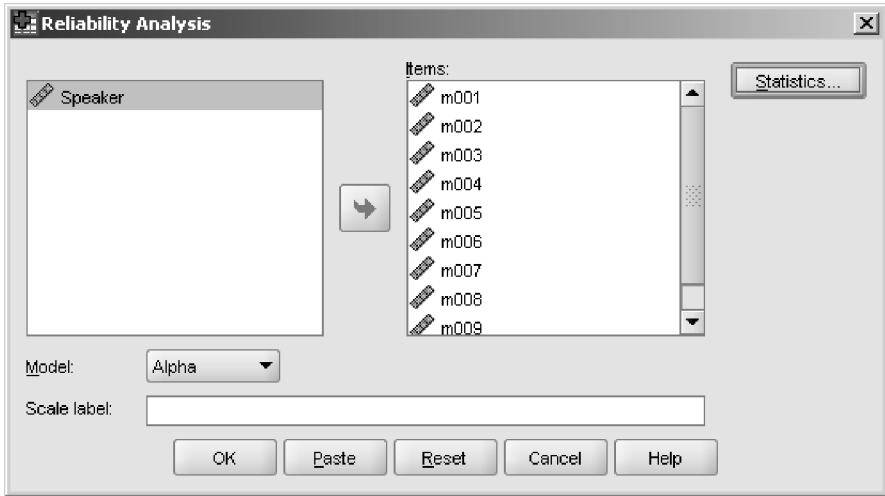 Reliability Analysis
Items:
Speaker
m001
m002
m003
m004
m005
m006
m007
m008
m009
Statistics...
Model:
Alpha
Scale label:
OK
Paste
Reset
Cancel
Help